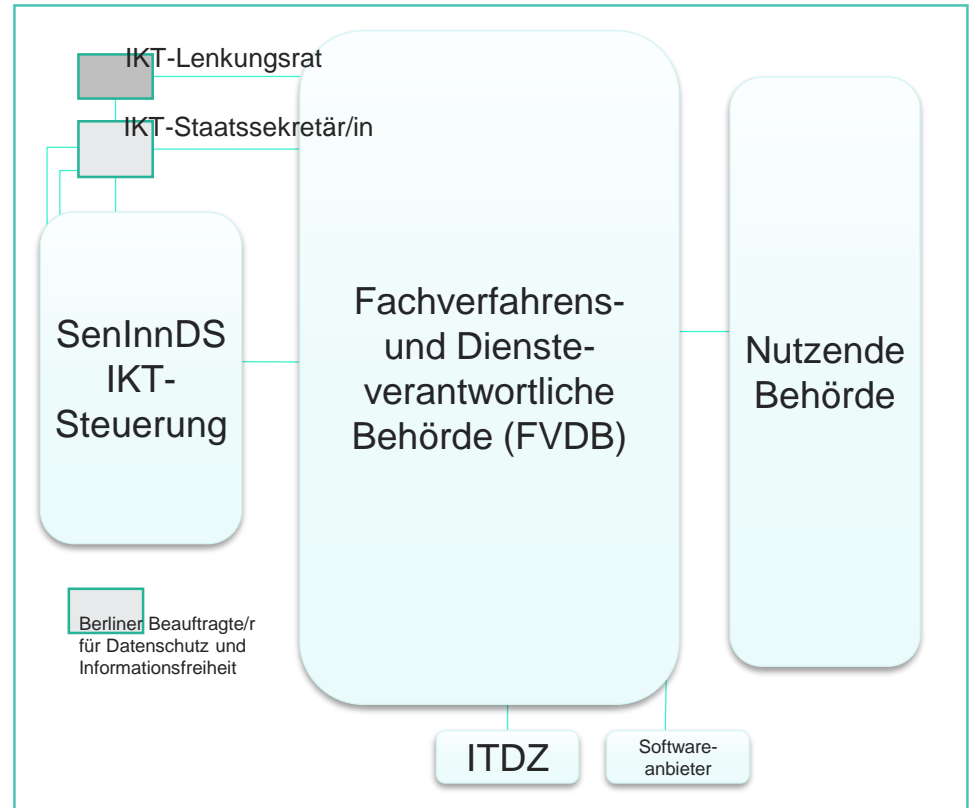 IKT-Lenkungsrat
IKT-Staatssekretär/in
SenInnDS
IKT-
Steuerung
Fachverfahrens-
und Dienste-
verantwortliche
Behörde (FVDB)
Nutzende
Behörde
Berliner Beauftragte/r
für Datenschutz und
Informationsfreiheit
ITDZ
Software-
anbieter